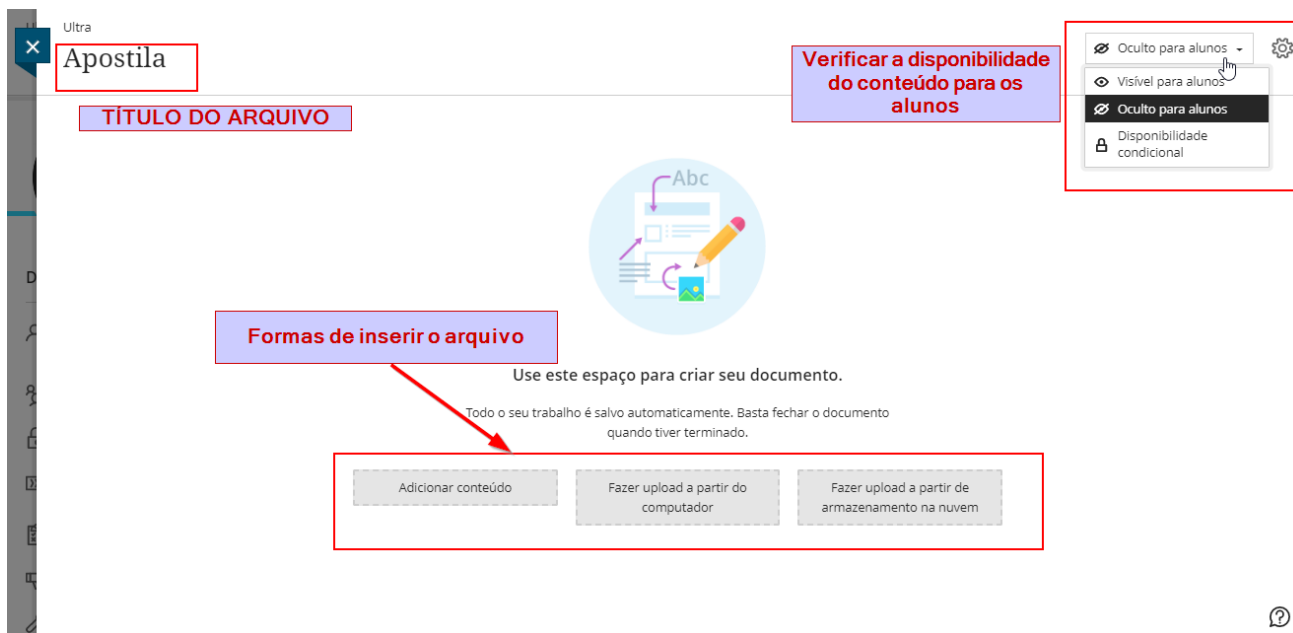 Ultra
Apostila
TÍTULO DO ARQUIVO
Verificar a disponibilidade
do conteúdo para os
alunos
Oculto para alunos
Visível para alunos
Oculto para alunos
Disponibilidade
condicional
Abc
Formas de inserir o arquivo
Use este espaço para criar seu documento.
Todo o seu trabalho é salvo automaticamente. Basta fechar o documento
quando tiver terminado.
Adicionar conteúdo
Fazer upload a partir do
computador
Fazer upload a partir de
armazenamento na nuvem
D